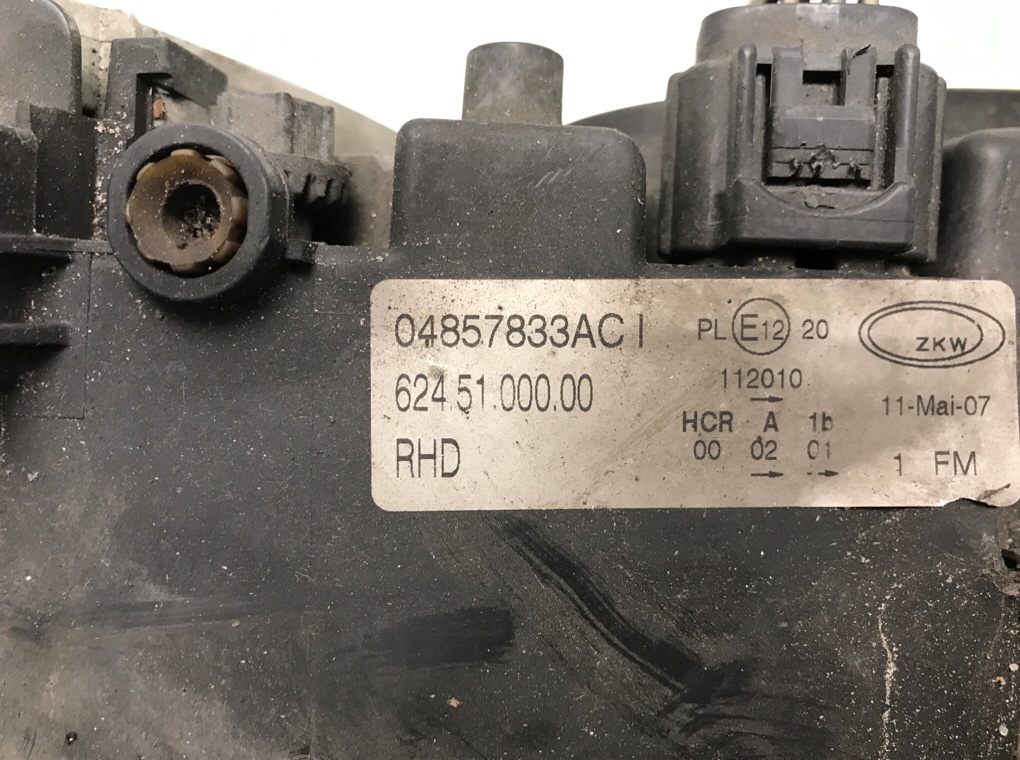 04857833AC I
624.51.000.00
RHD
PL E12 20
112010
HCR A 1b
00 02 01
ZKW
11-Mai-07
1 FM